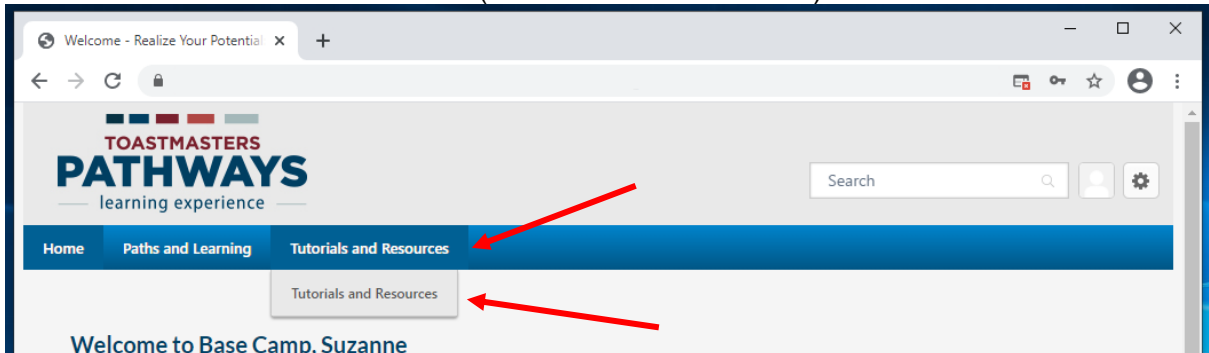 Welcome - Realize Your Potential
TOASTMASTERS
PATHWAYS
learning experience
Search
Home Paths and Learning Tutorials and Resources
Tutorials and Resources
Welcome to Base Camp, Suzanne